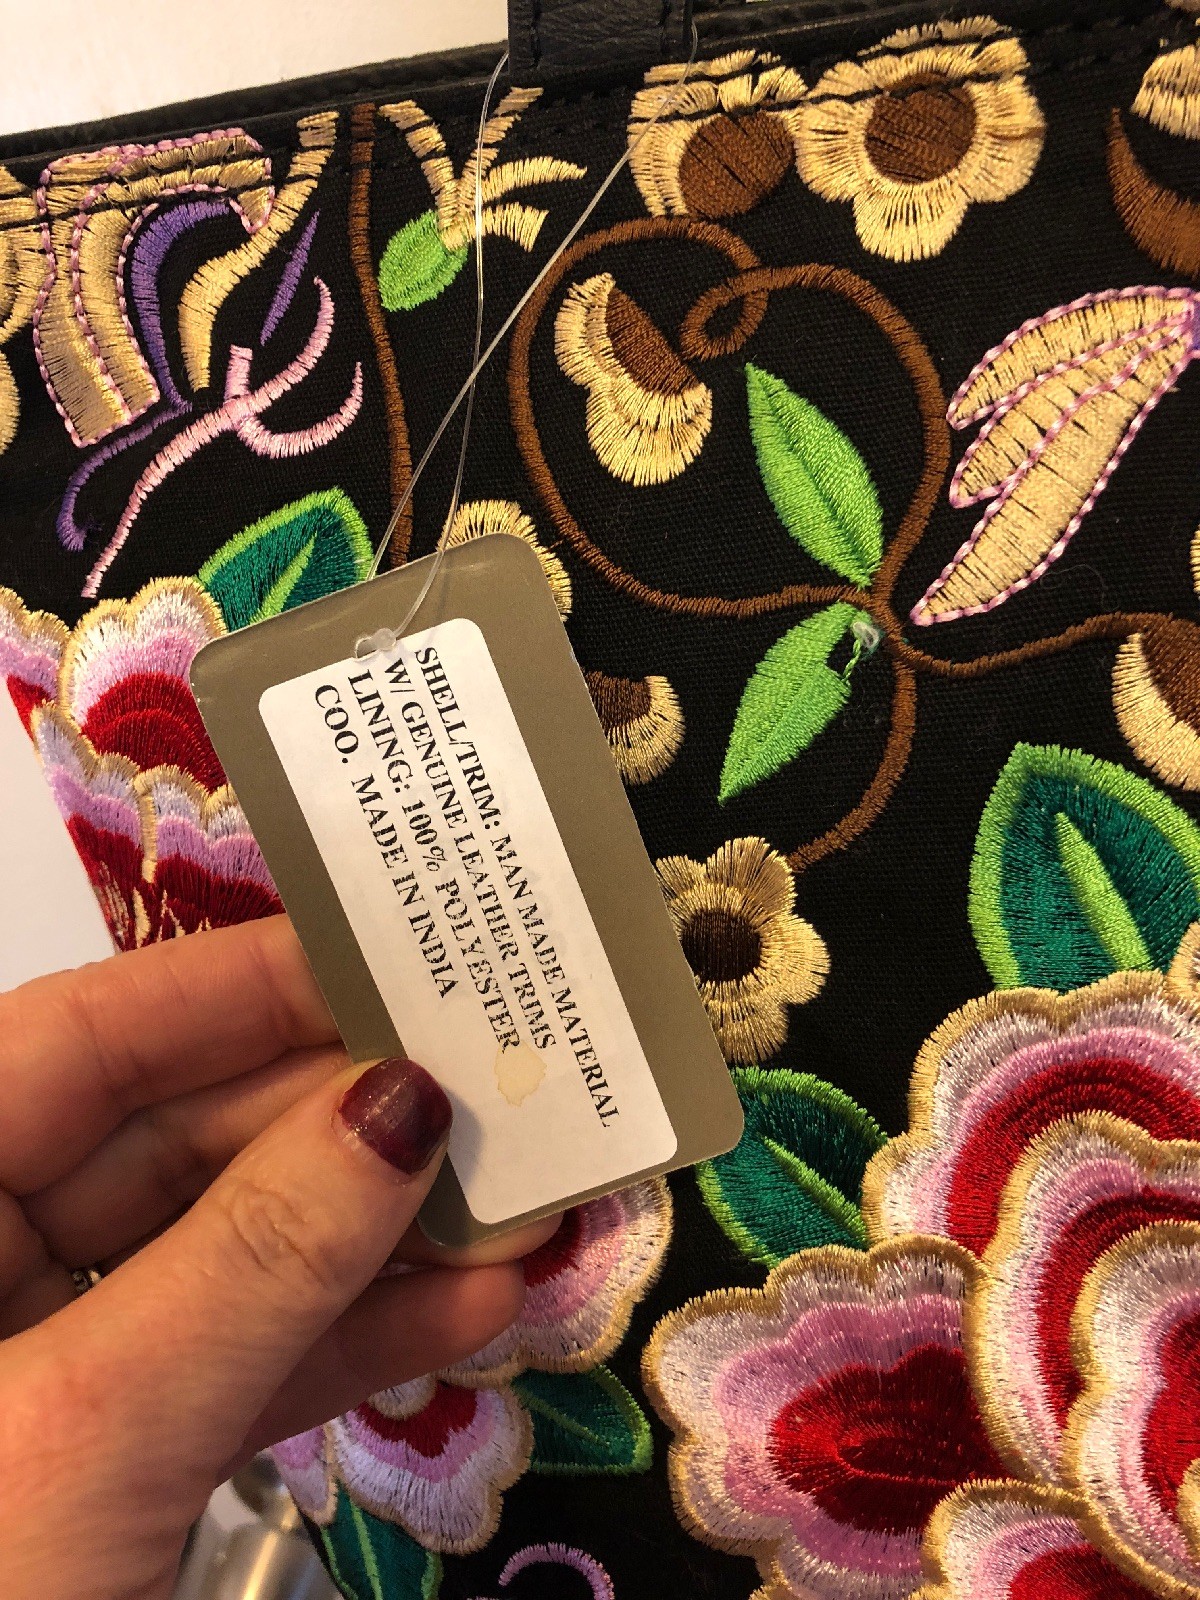 SHELL/TRIM: MAN MADE MATERIAL
W/ GENUINE LEATHER TRIMS
LINING: 100% POLYESTER
COO. MADE IN INDIA